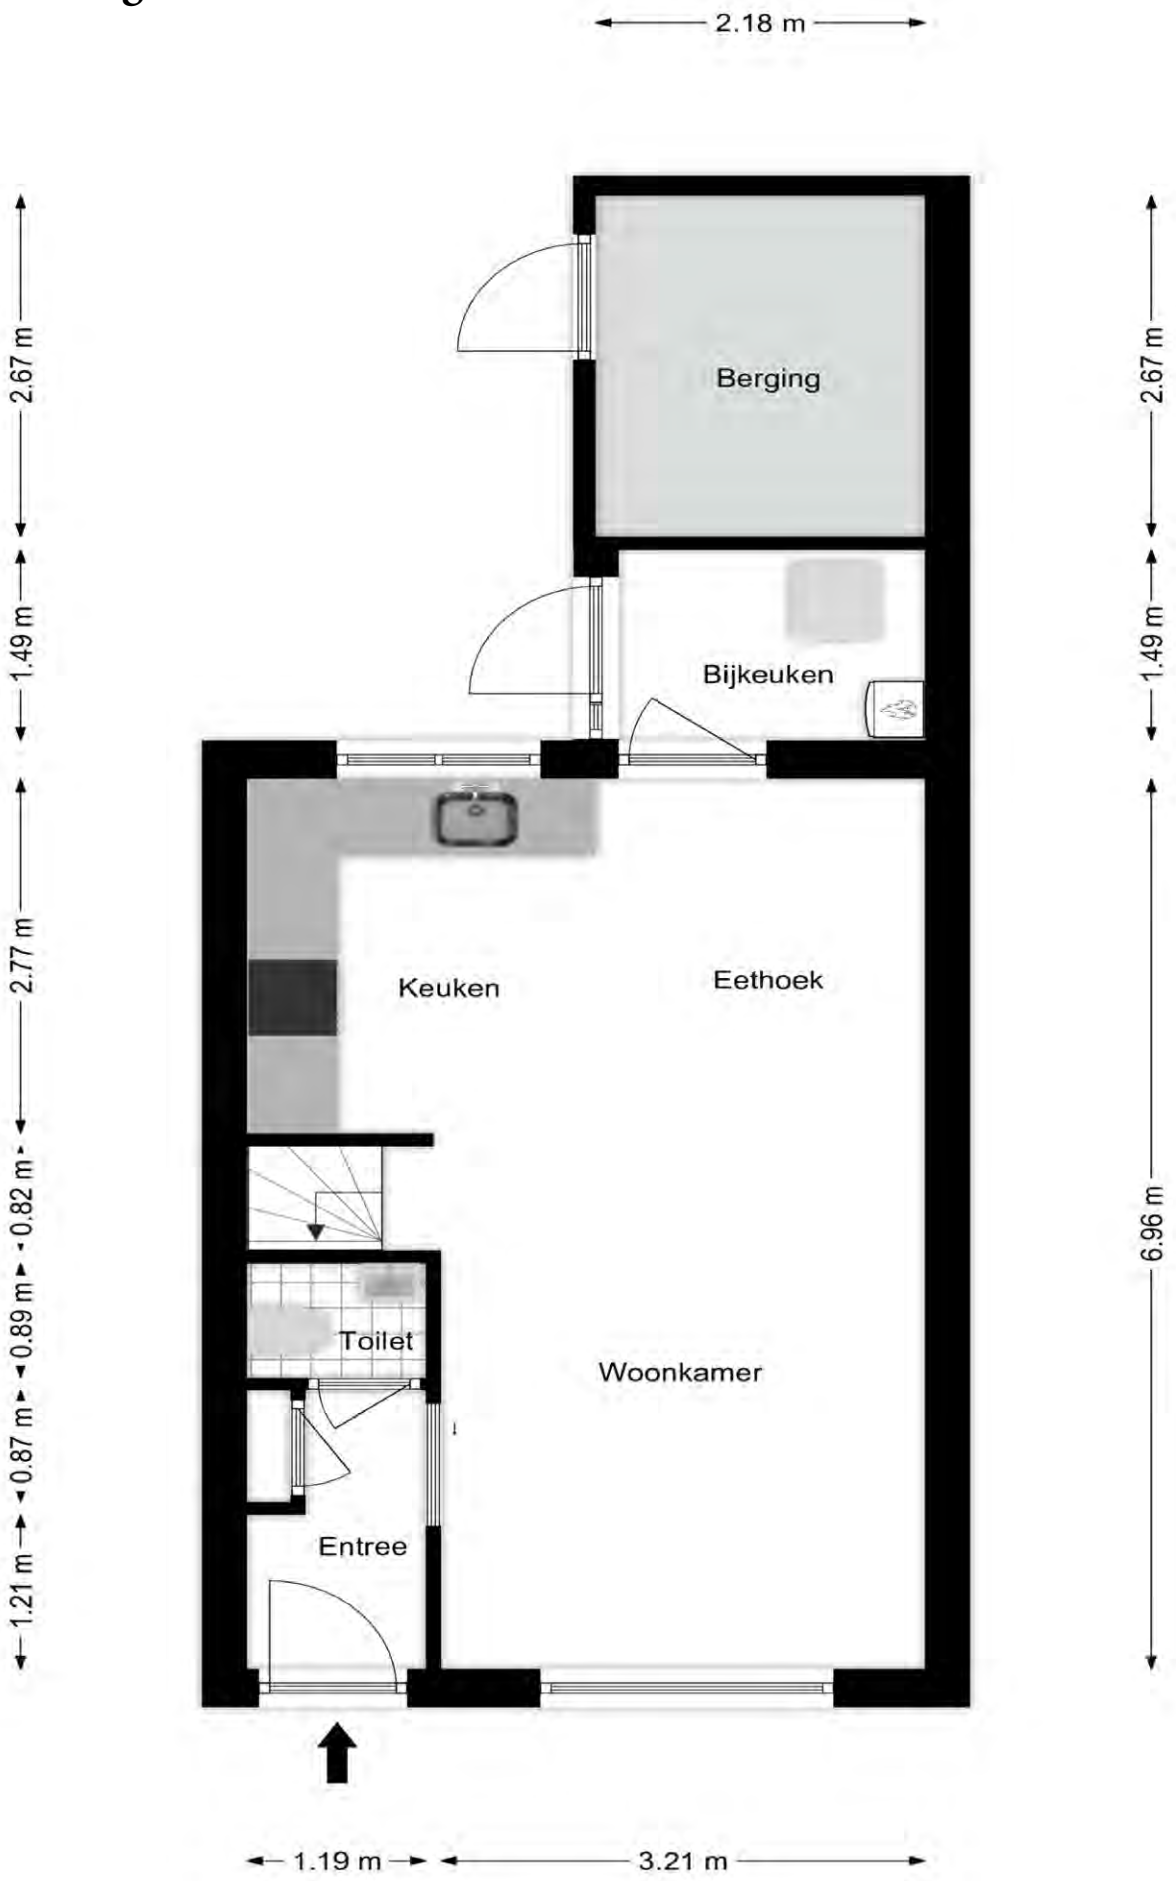 2.18 m
2.67 m
2.67 m
Berging
1.49 m
1.49 m
Bijkeuken
2.77 m
Keuken
Eethoek
0.82 m
6.96 m
0.89 m
Toilet
Woonkamer
0.87 m
Entree
1.21 m
1.19 m
3.21 m